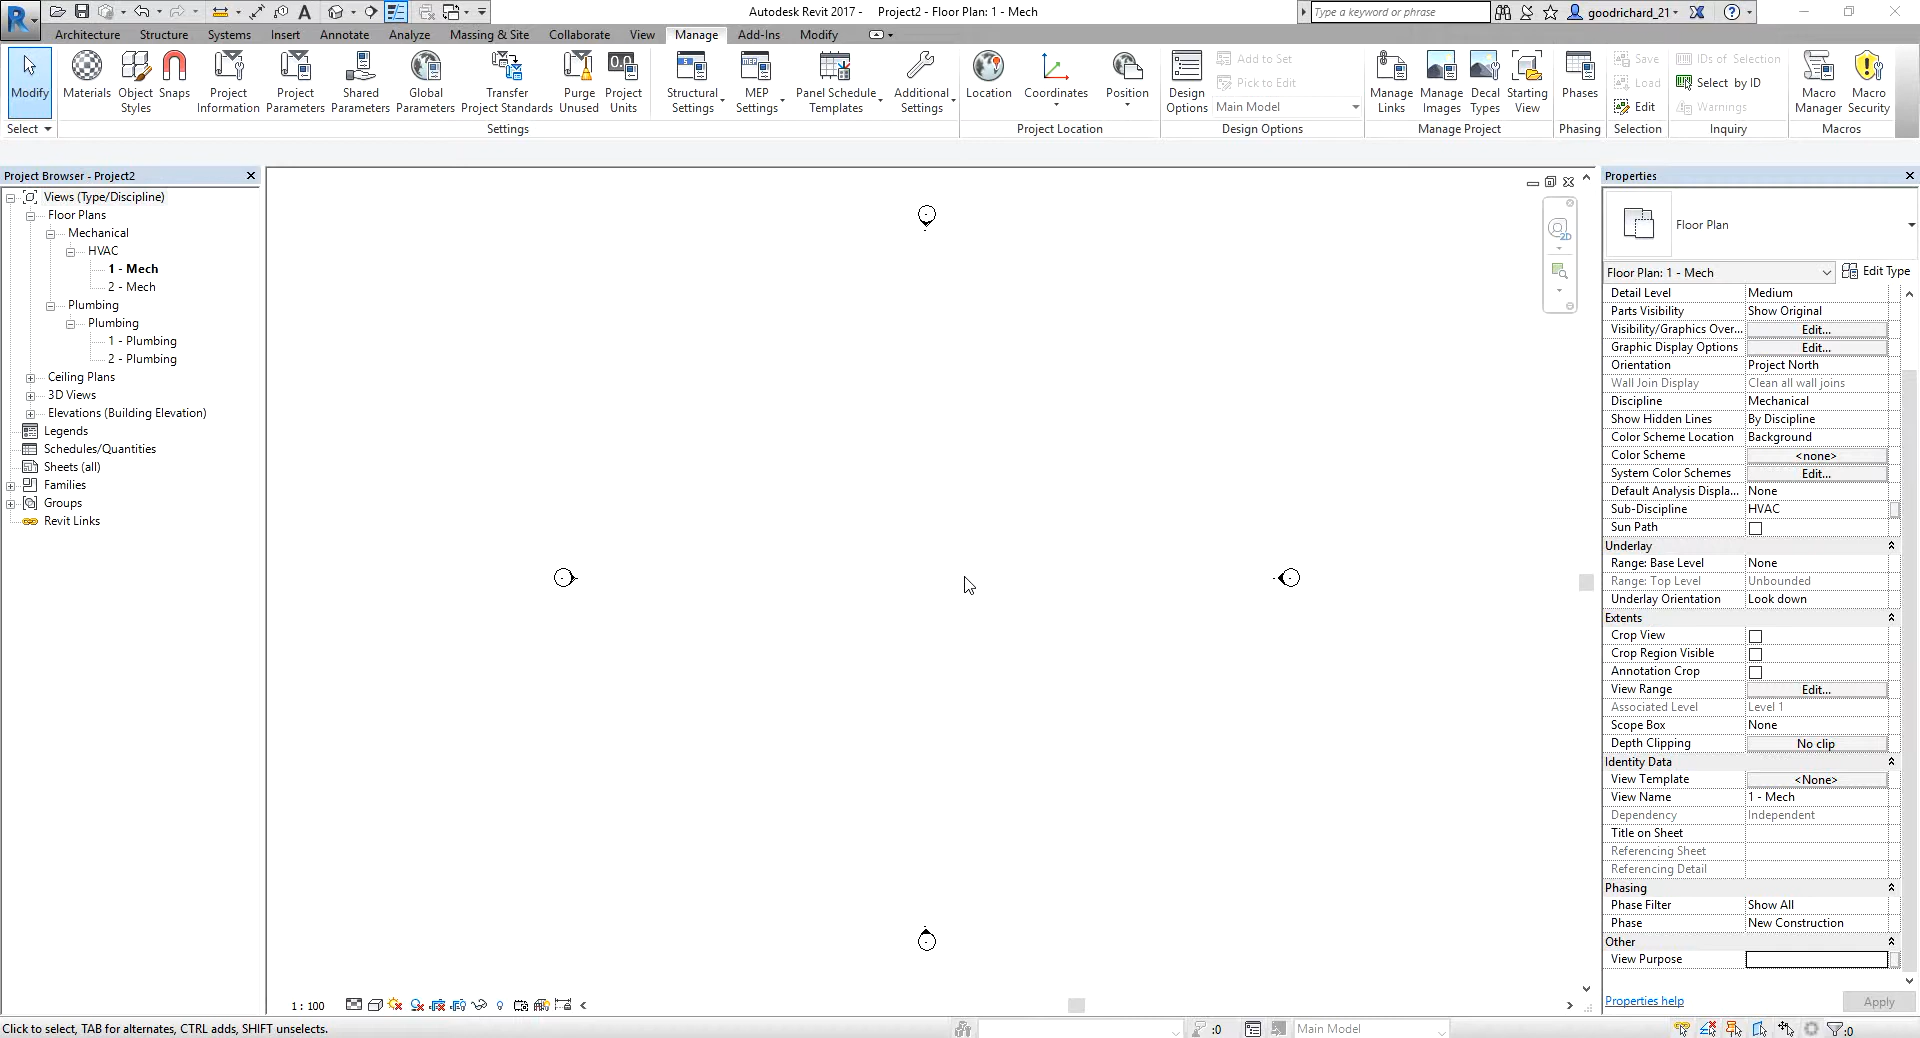 Autodesk Revit 2017 - Project2 - Floor Plan: 1 - Mech
Type a keyword or phrase
goodrichard_21
Architecture Structure Systems Insert Annotate Analyze Massing & Site Collaborate View Manage Add-Ins Modify
Modify
Materials
Object Styles
Snaps
Project Information
Project Parameters
Shared Parameters
Global Parameters
Transfer Project Standards
Purge Unused
Project Units
Structural Settings
MEP Settings
Panel Schedule Templates
Additional Settings
Location
Coordinates
Position
Design Options
Add to Set
Pick to Edit
Main Model
Manage Links
Manage Images
Decal Types
Starting View
Phases
Save
Load
Edit
IDs of Selection
Select by ID
Warnings
Macro Manager
Macro Security
Select
Settings
Project Location
Design Options
Manage Project
Phasing
Selection
Inquiry
Macros
Project Browser - Project2
Views (Type/Discipline)
Floor Plans
Mechanical
HVAC
1 - Mech
2 - Mech
Plumbing
Plumbing
1 - Plumbing
2 - Plumbing
Ceiling Plans
3D Views
Elevations (Building Elevation)
Legends
Schedules/Quantities
Sheets (all)
Families
Groups
Revit Links
2D
Properties
Floor Plan
Floor Plan: 1 - Mech Edit Type
Detail Level Medium
Parts Visibility Show Original
Visibility/Graphics Over... Edit...
Graphic Display Options Edit...
Orientation Project North
Wall Join Display Clean all wall joins
Discipline Mechanical
Show Hidden Lines By Discipline
Color Scheme Location Background
Color Scheme <none>
System Color Schemes Edit...
Default Analysis Displa... None
Sub-Discipline HVAC
Sun Path
Underlay
Range: Base Level None
Range: Top Level Unbounded
Underlay Orientation Look down
Extents
Crop View
Crop Region Visible
Annotation Crop
View Range Edit...
Associated Level Level 1
Scope Box None
Depth Clipping No clip
Identity Data
View Template <None>
View Name 1 - Mech
Dependency Independent
Title on Sheet
Referencing Sheet
Referencing Detail
Phasing
Phase Filter Show All
Phase New Construction
Other
View Purpose
Properties help Apply
1 : 100
Click to select, TAB for alternates, CTRL adds, SHIFT unselects.
:0
Main Model
:0